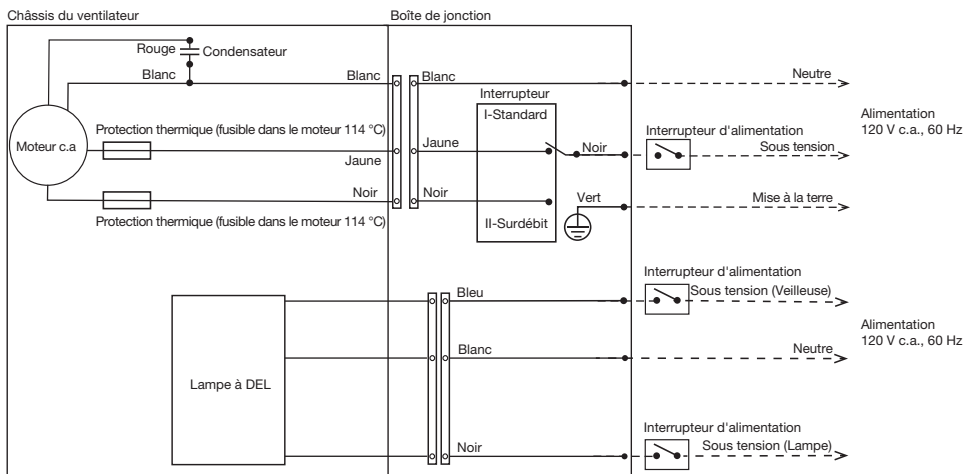 Châssis du ventilateur
Boîte de jonction
Rouge
Condensateur
Blanc
Blanc
Blanc
Neutre
Interrupteur
I-Standard
Alimentation
120 V c.a., 60 Hz
Moteur c.a
Protection thermique (fusible dans le moteur 114 °C)
Jaune
Jaune
Noir
Interrupteur d'alimentation
Sous tension
Noir
Noir
II-Surdébit
Vert
Mise à la terre
Protection thermique (fusible dans le moteur 114 °C)
Interrupteur d'alimentation
Bleu
Sous tension (Veilleuse)
Alimentation
120 V c.a., 60 Hz
Blanc
Neutre
Lampe à DEL
Interrupteur d'alimentation
Noir
Sous tension (Lampe)